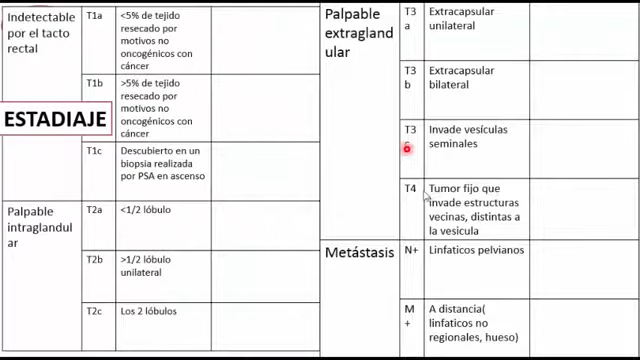 Indetectable
por el tacto
rectal
T1a
<5% de tejido
resecado por
motivos no
oncogénicos con
cáncer
T1b
>5% de tejido
resecado por
motivos no
oncogénicos con
cáncer
ESTADIAJE
T1c
Descubierto en un
biopsia realizada
por PSA en ascenso
Palpable
intraglandul
ar
T2a
<1/2 lóbulo
T2b
>1/2 lóbulo
unilateral
T2c
Los 2 lóbulos
Palpable
extragland
ular
T3
a
Extracapsular
unilateral
T3
b
Extracapsular
bilateral
T3
Invade vesículas
seminales
T4
Tumor fijo que
invade estructuras
vecinas, distintas a
la vesicula
Metástasis
N+
Linfaticos pelvianos
M
+
A distancia(
linfaticos no
regionales, hueso)